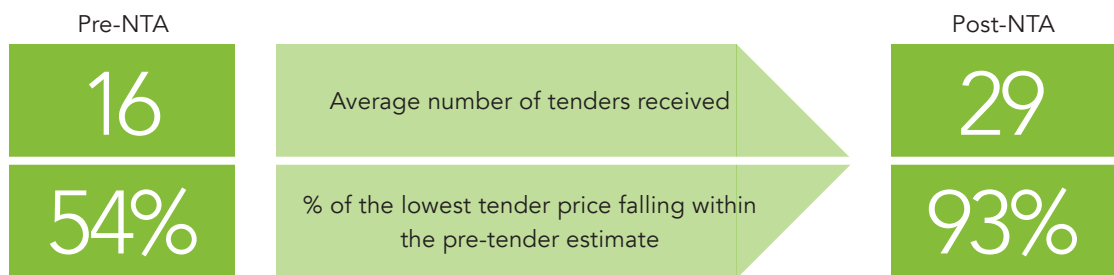 Pre-NTA
Post-NTA
16
Average number of tenders received
29
54%
% of the lowest tender price falling within
the pre-tender estimate
93%